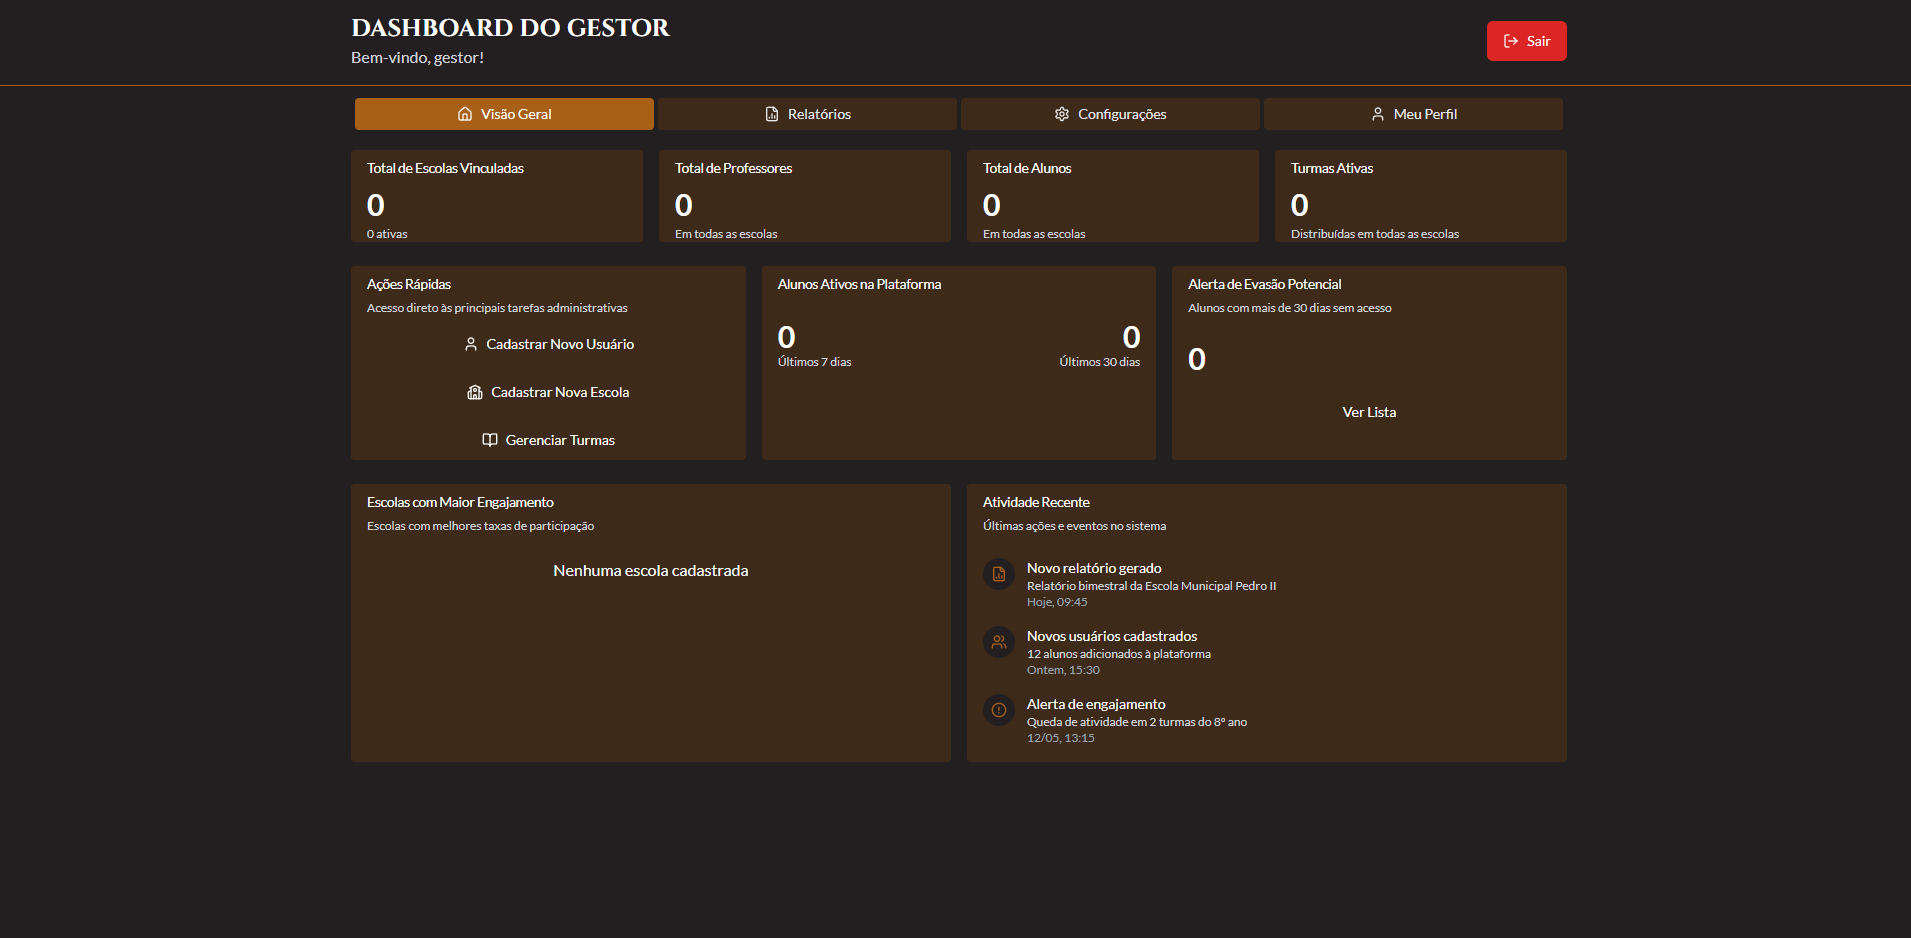 DASHBOARD DO GESTOR
Bem-vindo, gestor!
Sair
Visão Geral
Relatórios
Configurações
Meu Perfil
Total de Escolas Vinculadas
0
0 ativas
Total de Professores
0
Em todas as escolas
Total de Alunos
0
Em todas as escolas
Turmas Ativas
0
Distribuídas em todas as escolas
Ações Rápidas
Acesso direto às principais tarefas administrativas
Cadastrar Novo Usuário
Cadastrar Nova Escola
Gerenciar Turmas
Alunos Ativos na Plataforma
0
Últimos 7 dias
0
Últimos 30 dias
Alerta de Evasão Potencial
Alunos com mais de 30 dias sem acesso
0
Ver Lista
Escolas com Maior Engajamento
Escolas com melhores taxas de participação
Nenhuma escola cadastrada
Atividade Recente
Últimas ações e eventos no sistema
Novo relatório gerado
Relatório bimestral da Escola Municipal Pedro II
Hoje, 09:45
Novos usuários cadastrados
12 alunos adicionados à plataforma
Ontem, 15:30
Alerta de engajamento
Queda de atividade em 2 turmas do 8º ano
12/05, 13:15